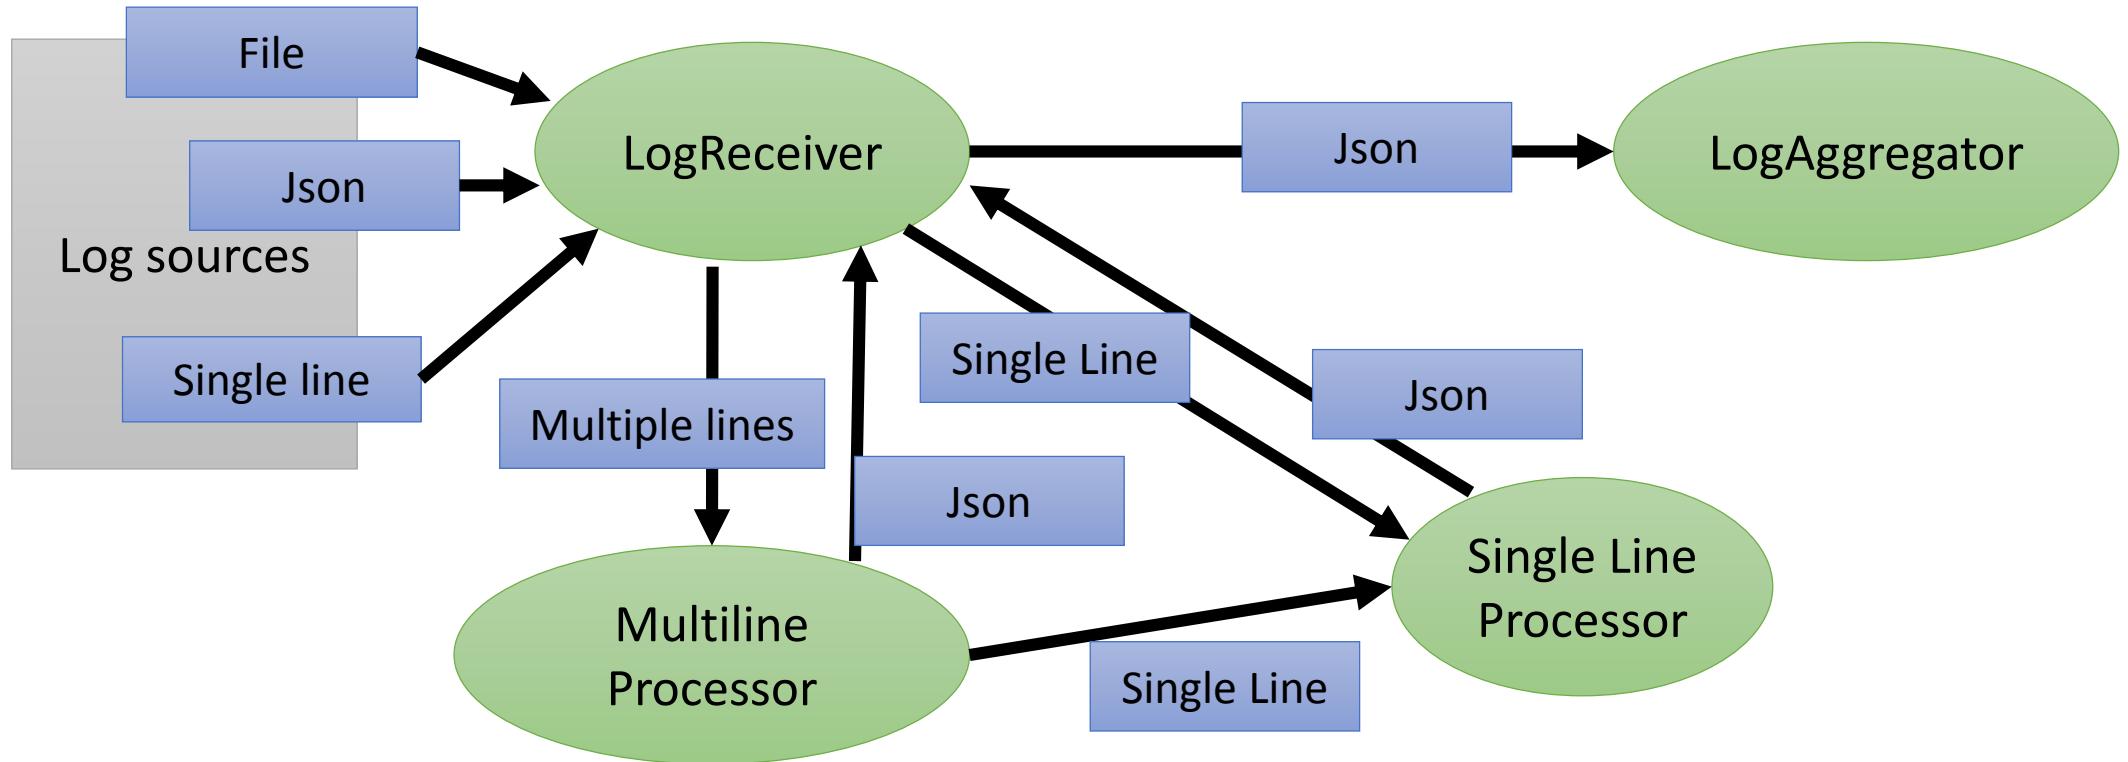 File
Json
Log sources
Single line
LogReceiver
Json
LogAggregator
Multiple lines
Single Line
Json
Json
Multiline
Processor
Single Line
Single Line
Processor